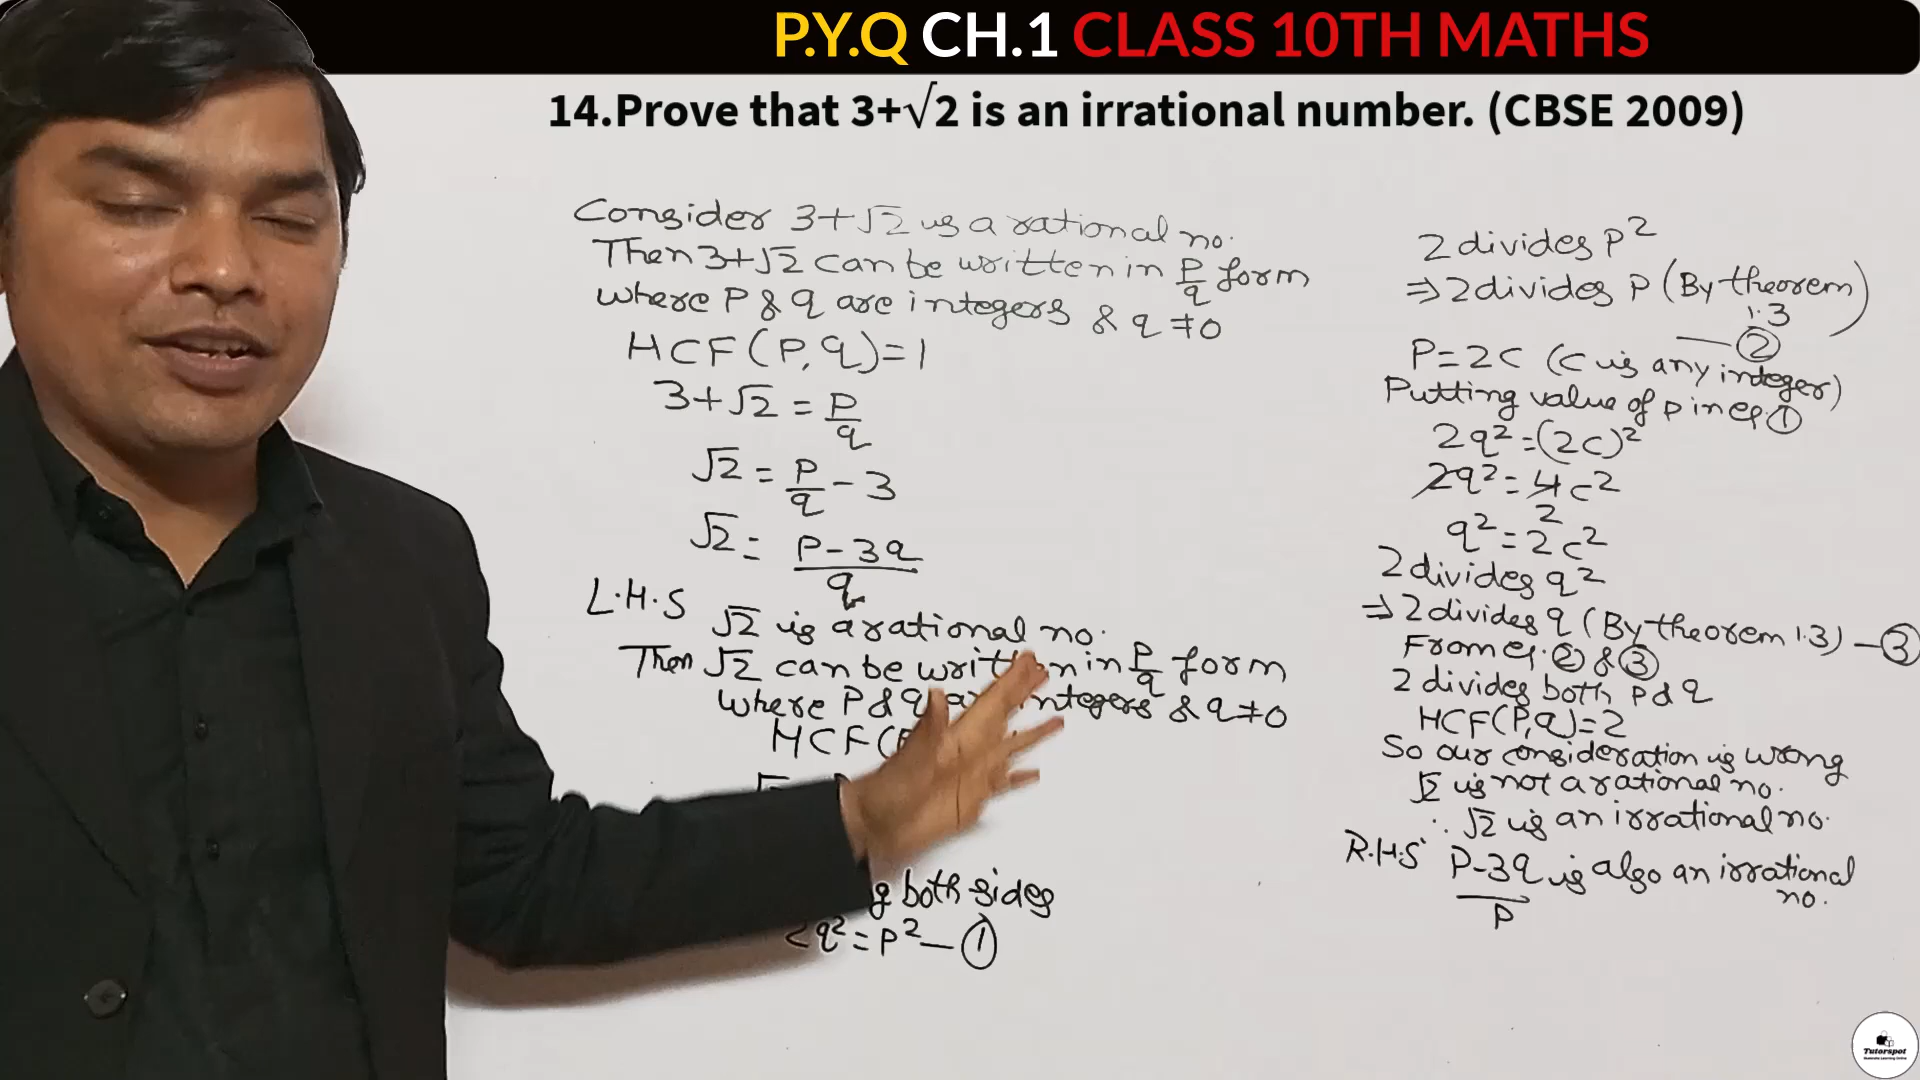 P.Y.Q CH.1 CLASS 10TH MATHS
14.Prove that 3+√2 is an irrational number. (CBSE 2009)
Consider 3+√2 is a rational no.
Then 3+√2 can be written in P/q form
where P & q are integers & q ≠ 0
HCF(P,q)=1
3+√2 = P/q
√2 = P/q - 3
√2 = P-3q/q
L.H.S √2 is a rational no.
Then √2 can be written in P/q form
where P & q integers & q ≠ 0
HCF(
both sides
2q² = P² — ①
2 divides P²
⇒ 2 divides P (By theorem 1.3) — ②
P = 2C (C is any integer)
Putting value of P in eq. ①
2q² = (2C)²
2q² = 4C²
2
q² = 2C²
2 divides q²
⇒ 2 divides q (By theorem 1.3) — ③
From eq. ② & ③
2 divides both P & q
HCF(P,q)=2
So our consideration is wrong
√2 is not a rational no.
∴ √2 is an irrational no.
R.H.S P-3q/P is also an irrational no.
Tutorspot